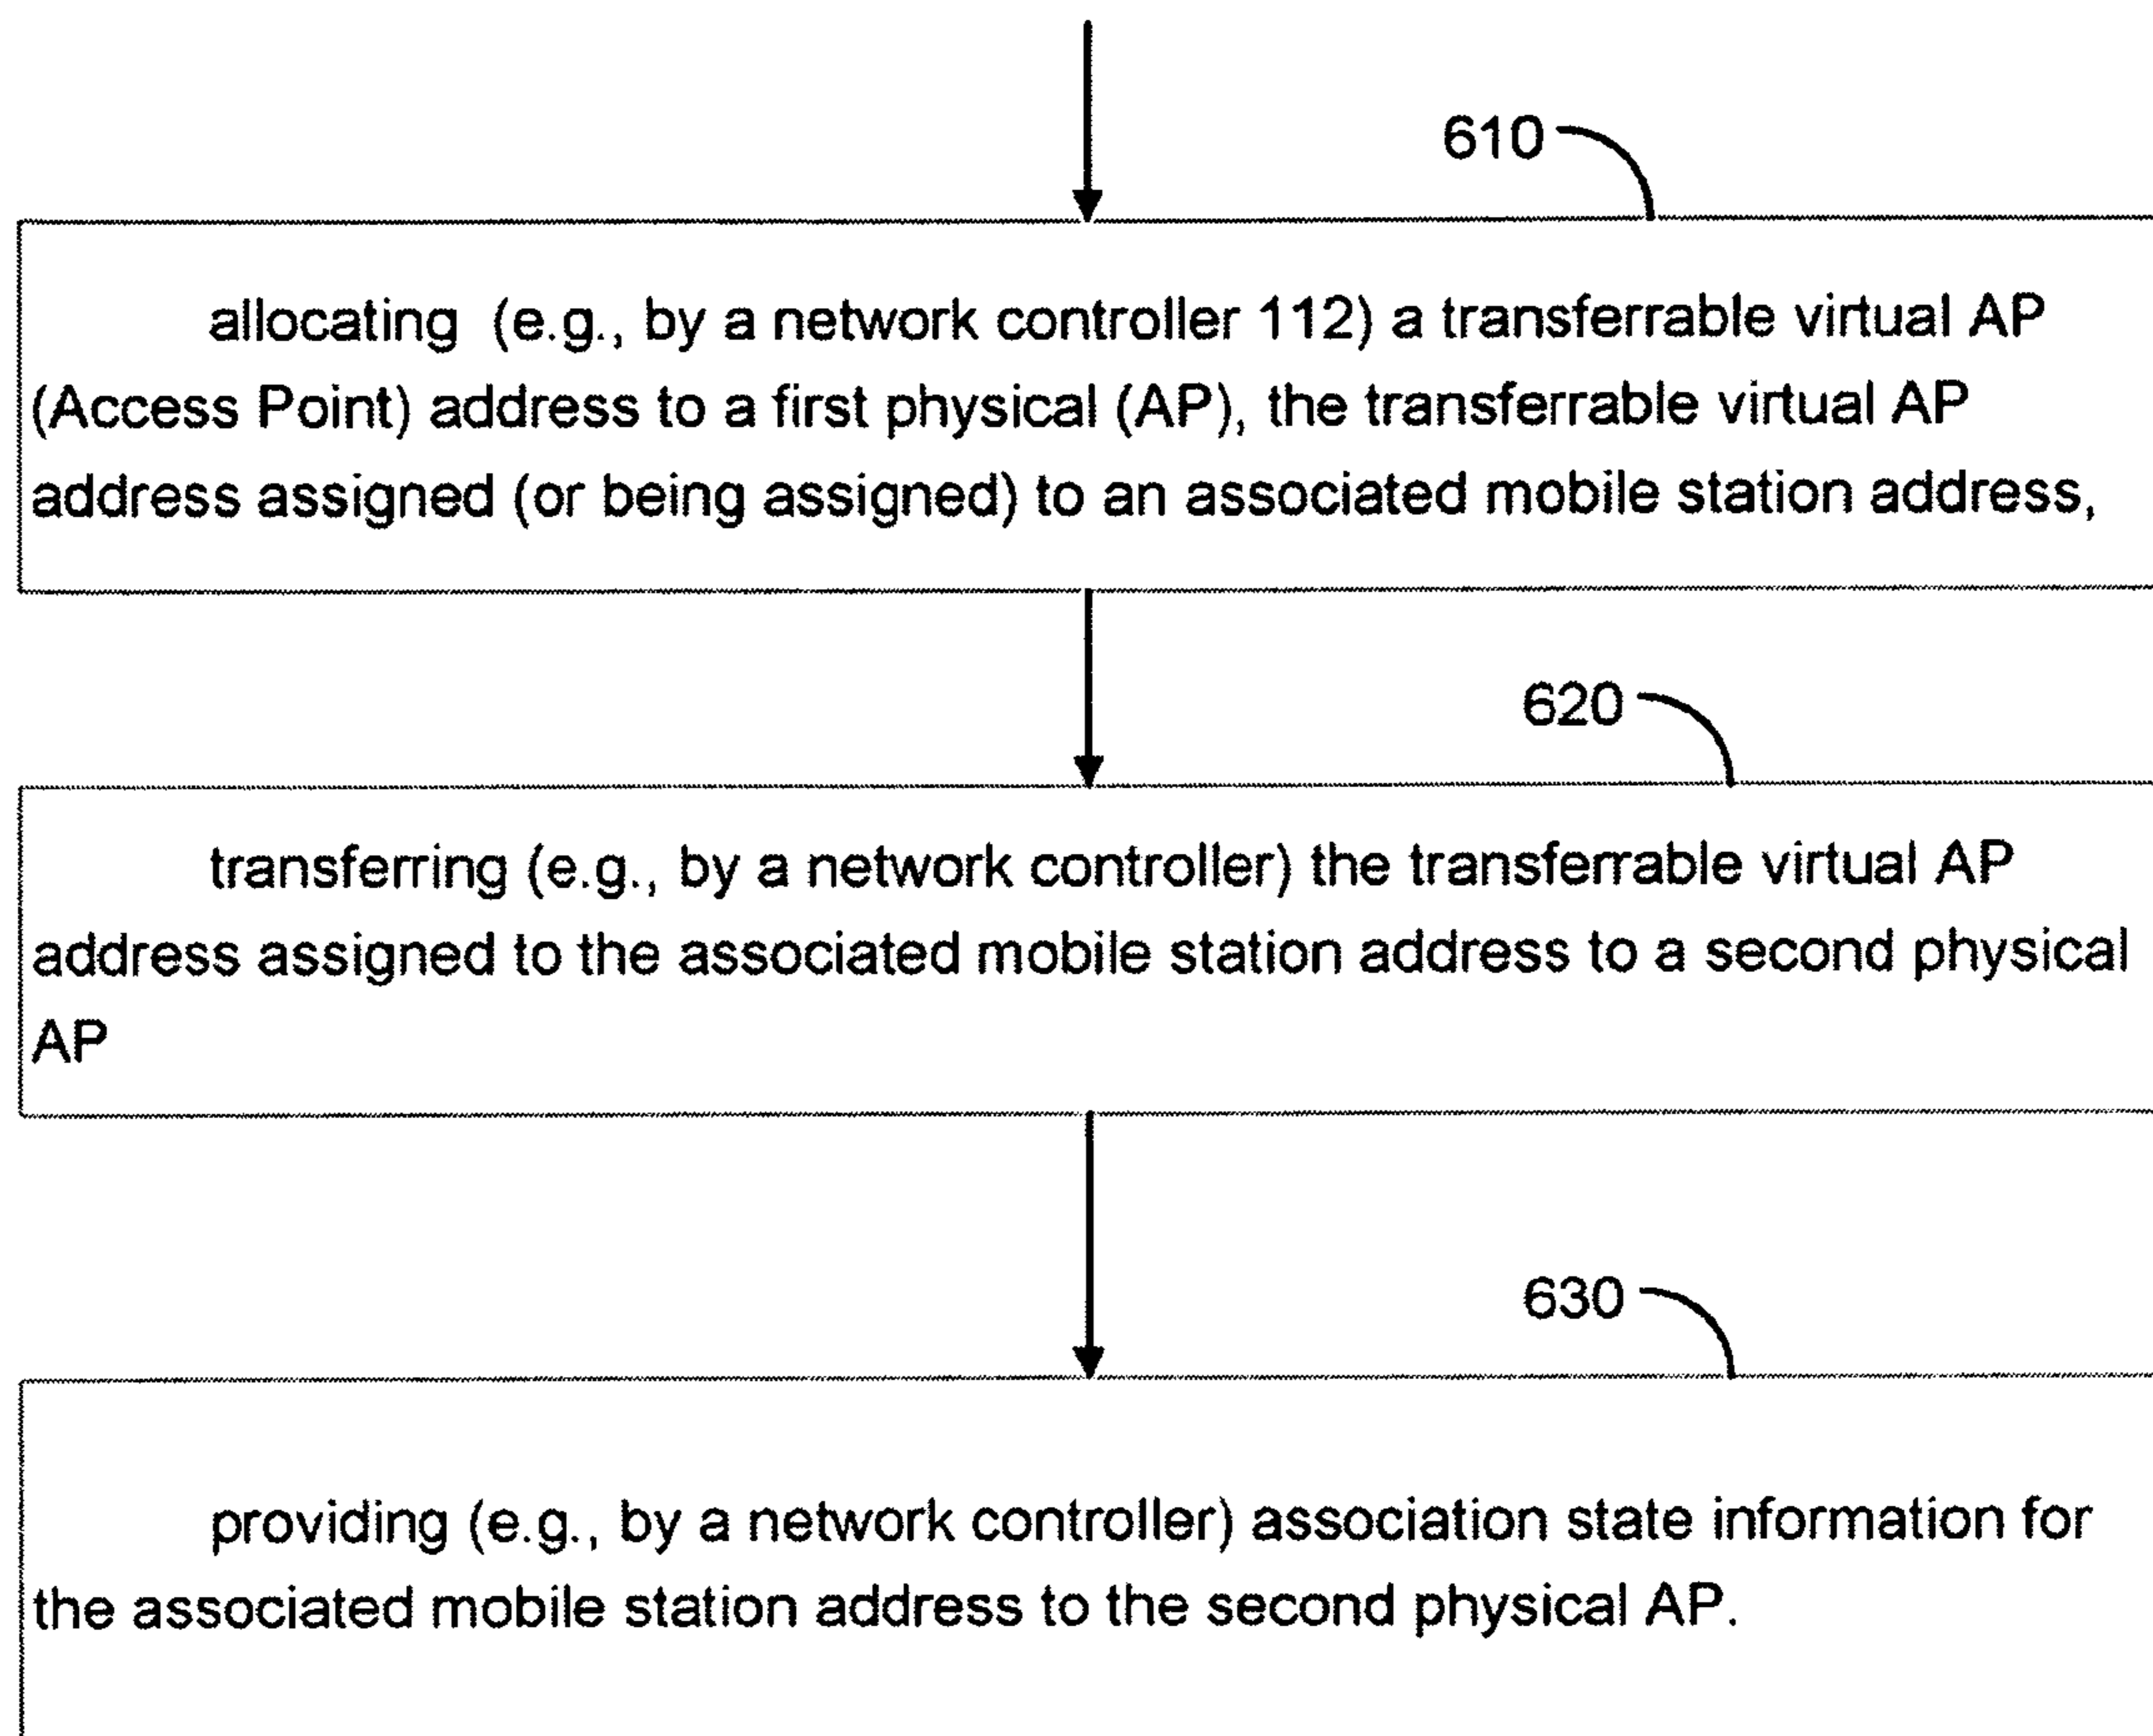 610
allocating (e.g., by a network controller 112) a transferrable virtual AP
(Access Point) address to a first physical (AP), the transferrable virtual AP
address assigned (or being assigned) to an associated mobile station address,
620
transferring (e.g., by a network controller) the transferrable virtual AP
address assigned to the associated mobile station address to a second physical
AP
630
providing (e.g., by a network controller) association state information for
the associated mobile station address to the second physical AP.